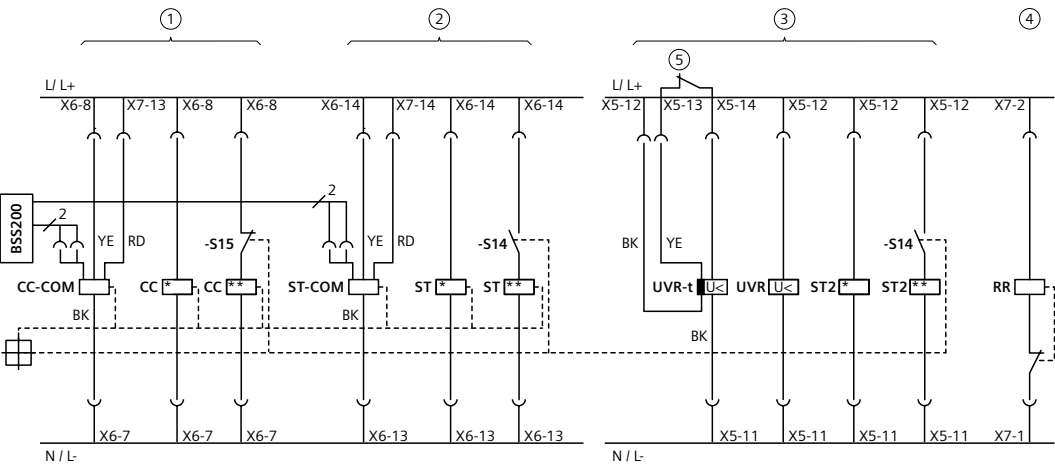 ① ② ③ ④
⑤
L/ L+ L/ L+
X6-8 X7-13 X6-8 X6-8 X6-14 X7-14 X6-14 X6-14 X5-12 X5-13 X5-14 X5-12 X5-12 X5-12 X7-2
2
2
BSS200
YE RD -S15 YE RD -S14 BK YE -S14
CC-COM CC * CC ** ST-COM ST * ST ** UVR-t U< UVR U< ST2 * ST2 ** RR
BK BK
BK
X6-7 X6-7 X6-7 X6-13 X6-13 X6-13 X5-11 X5-11 X5-11 X5-11 X7-1
N / L- N / L-